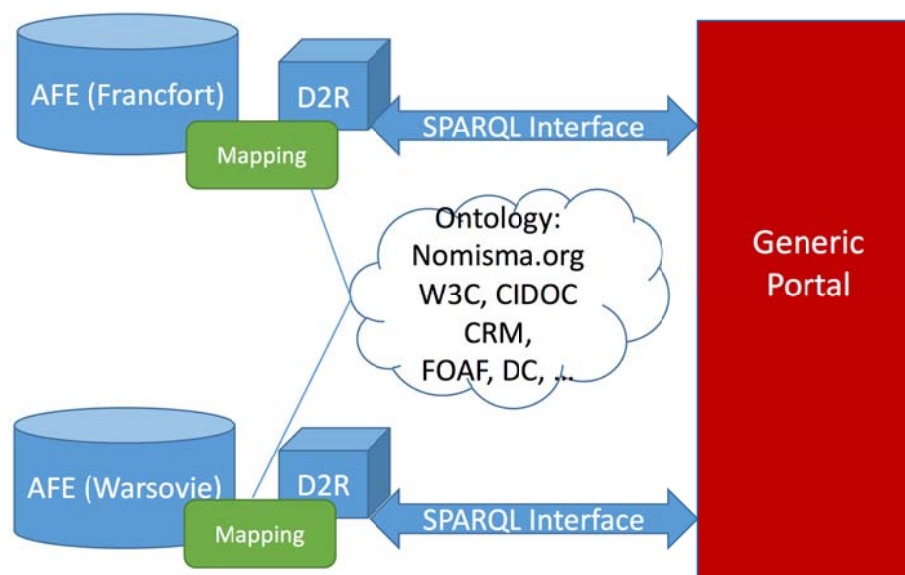 AFE (Francfort)
D2R
SPARQL Interface
Mapping
Ontology:
Nomisma.org
W3C, CIDOC
CRM,
FOAF, DC, ...
Generic
Portal
AFE (Warsovie)
D2R
SPARQL Interface
Mapping